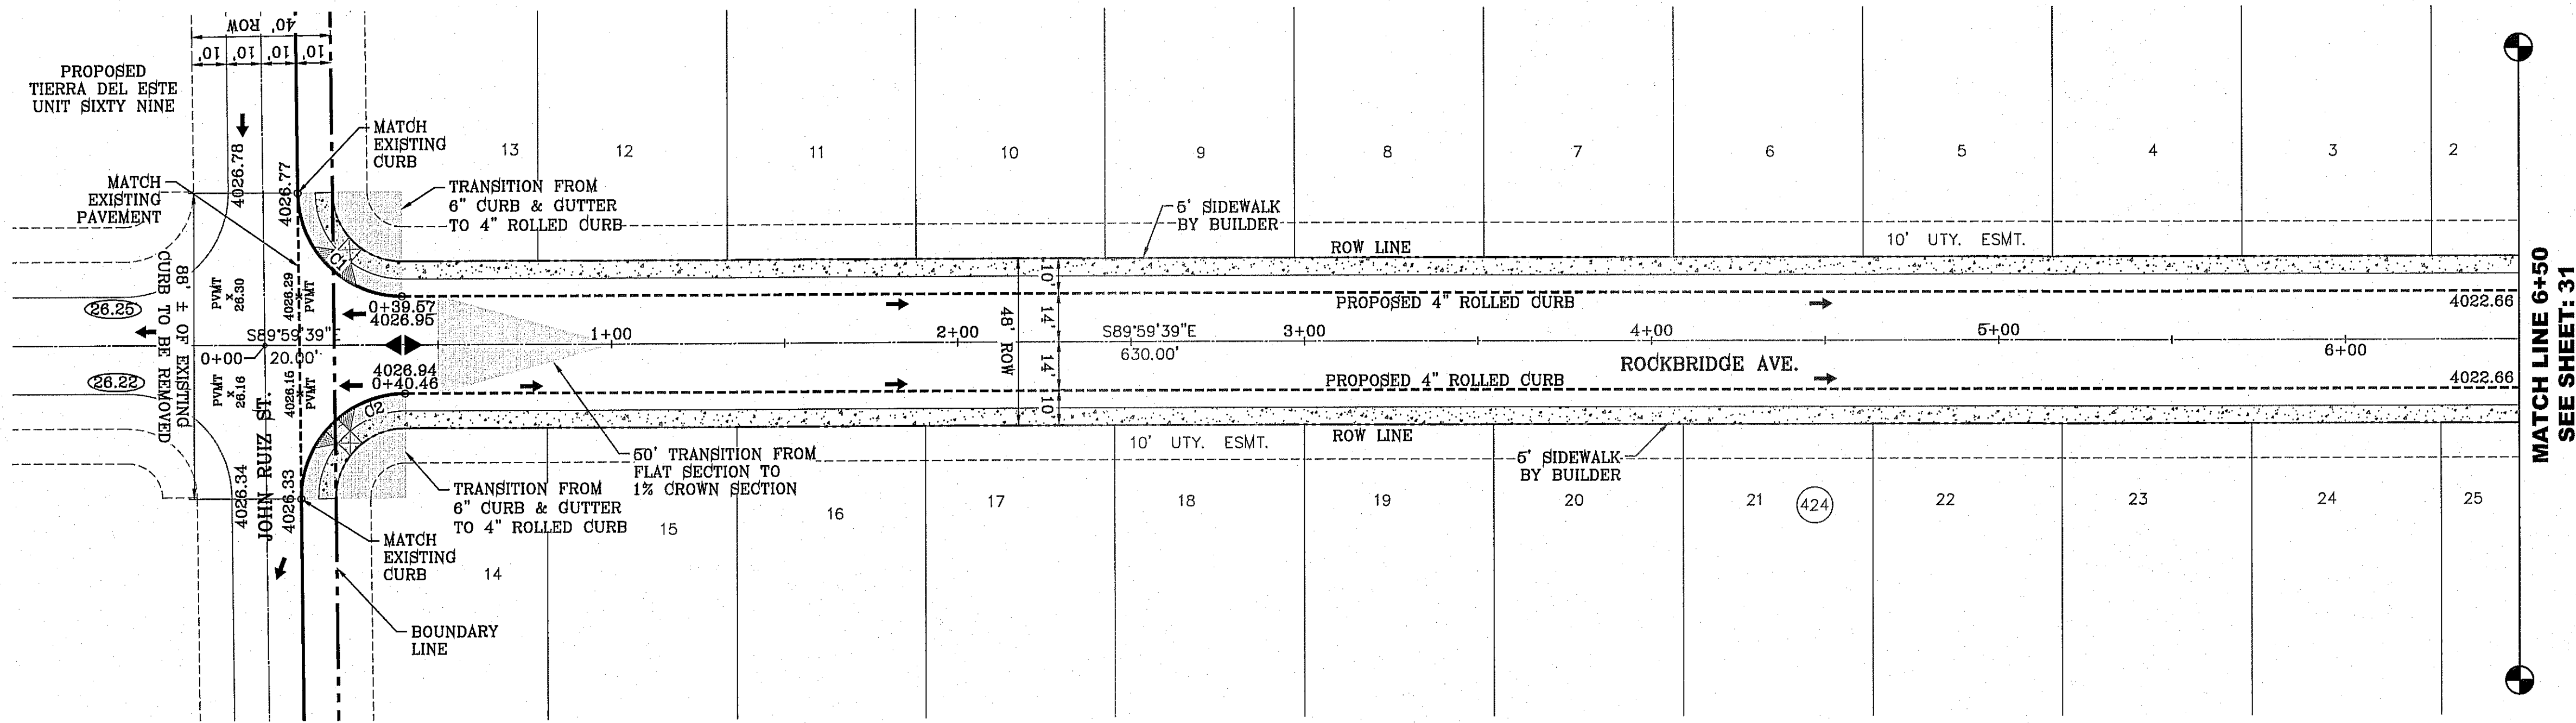 40' ROW
10' 10' 10' 10'
PROPOSED
TIERRA DEL ESTE
UNIT SIXTY NINE
MATCH
EXISTING
CURB
4026.78
4026.77
MATCH
EXISTING
PAVEMENT
TRANSITION FROM
6" CURB & GUTTER
TO 4" ROLLED CURB
13
12
11
10
9
8
7
6
5
4
3
2
5' SIDEWALK
BY BUILDER
ROW LINE
10' UTY. ESMT.
C1
88' ± OF EXISTING
CURB TO BE REMOVED
PVMT
x
26.30
4026.29
x
PVMT
26.25
0+39.57
4026.95
10'
14'
14'
10'
48' ROW
PROPOSED 4" ROLLED CURB
4022.66
S89°59'39"E
0+00
20.00'
1+00
2+00
S89°59'39"E
630.00'
3+00
4+00
5+00
6+00
ROCKBRIDGE AVE.
26.22
PVMT
x
26.16
4026.15
x
PVMT
4026.94
0+40.46
PROPOSED 4" ROLLED CURB
4022.66
C2
JOHN RUIZ ST.
4026.34
4026.33
50' TRANSITION FROM
FLAT SECTION TO
1% CROWN SECTION
10' UTY. ESMT.
ROW LINE
5' SIDEWALK
BY BUILDER
TRANSITION FROM
6" CURB & GUTTER
TO 4" ROLLED CURB
MATCH
EXISTING
CURB
14
15
16
17
18
19
20
21
424
22
23
24
25
BOUNDARY
LINE
MATCH LINE 6+50
SEE SHEET: 31